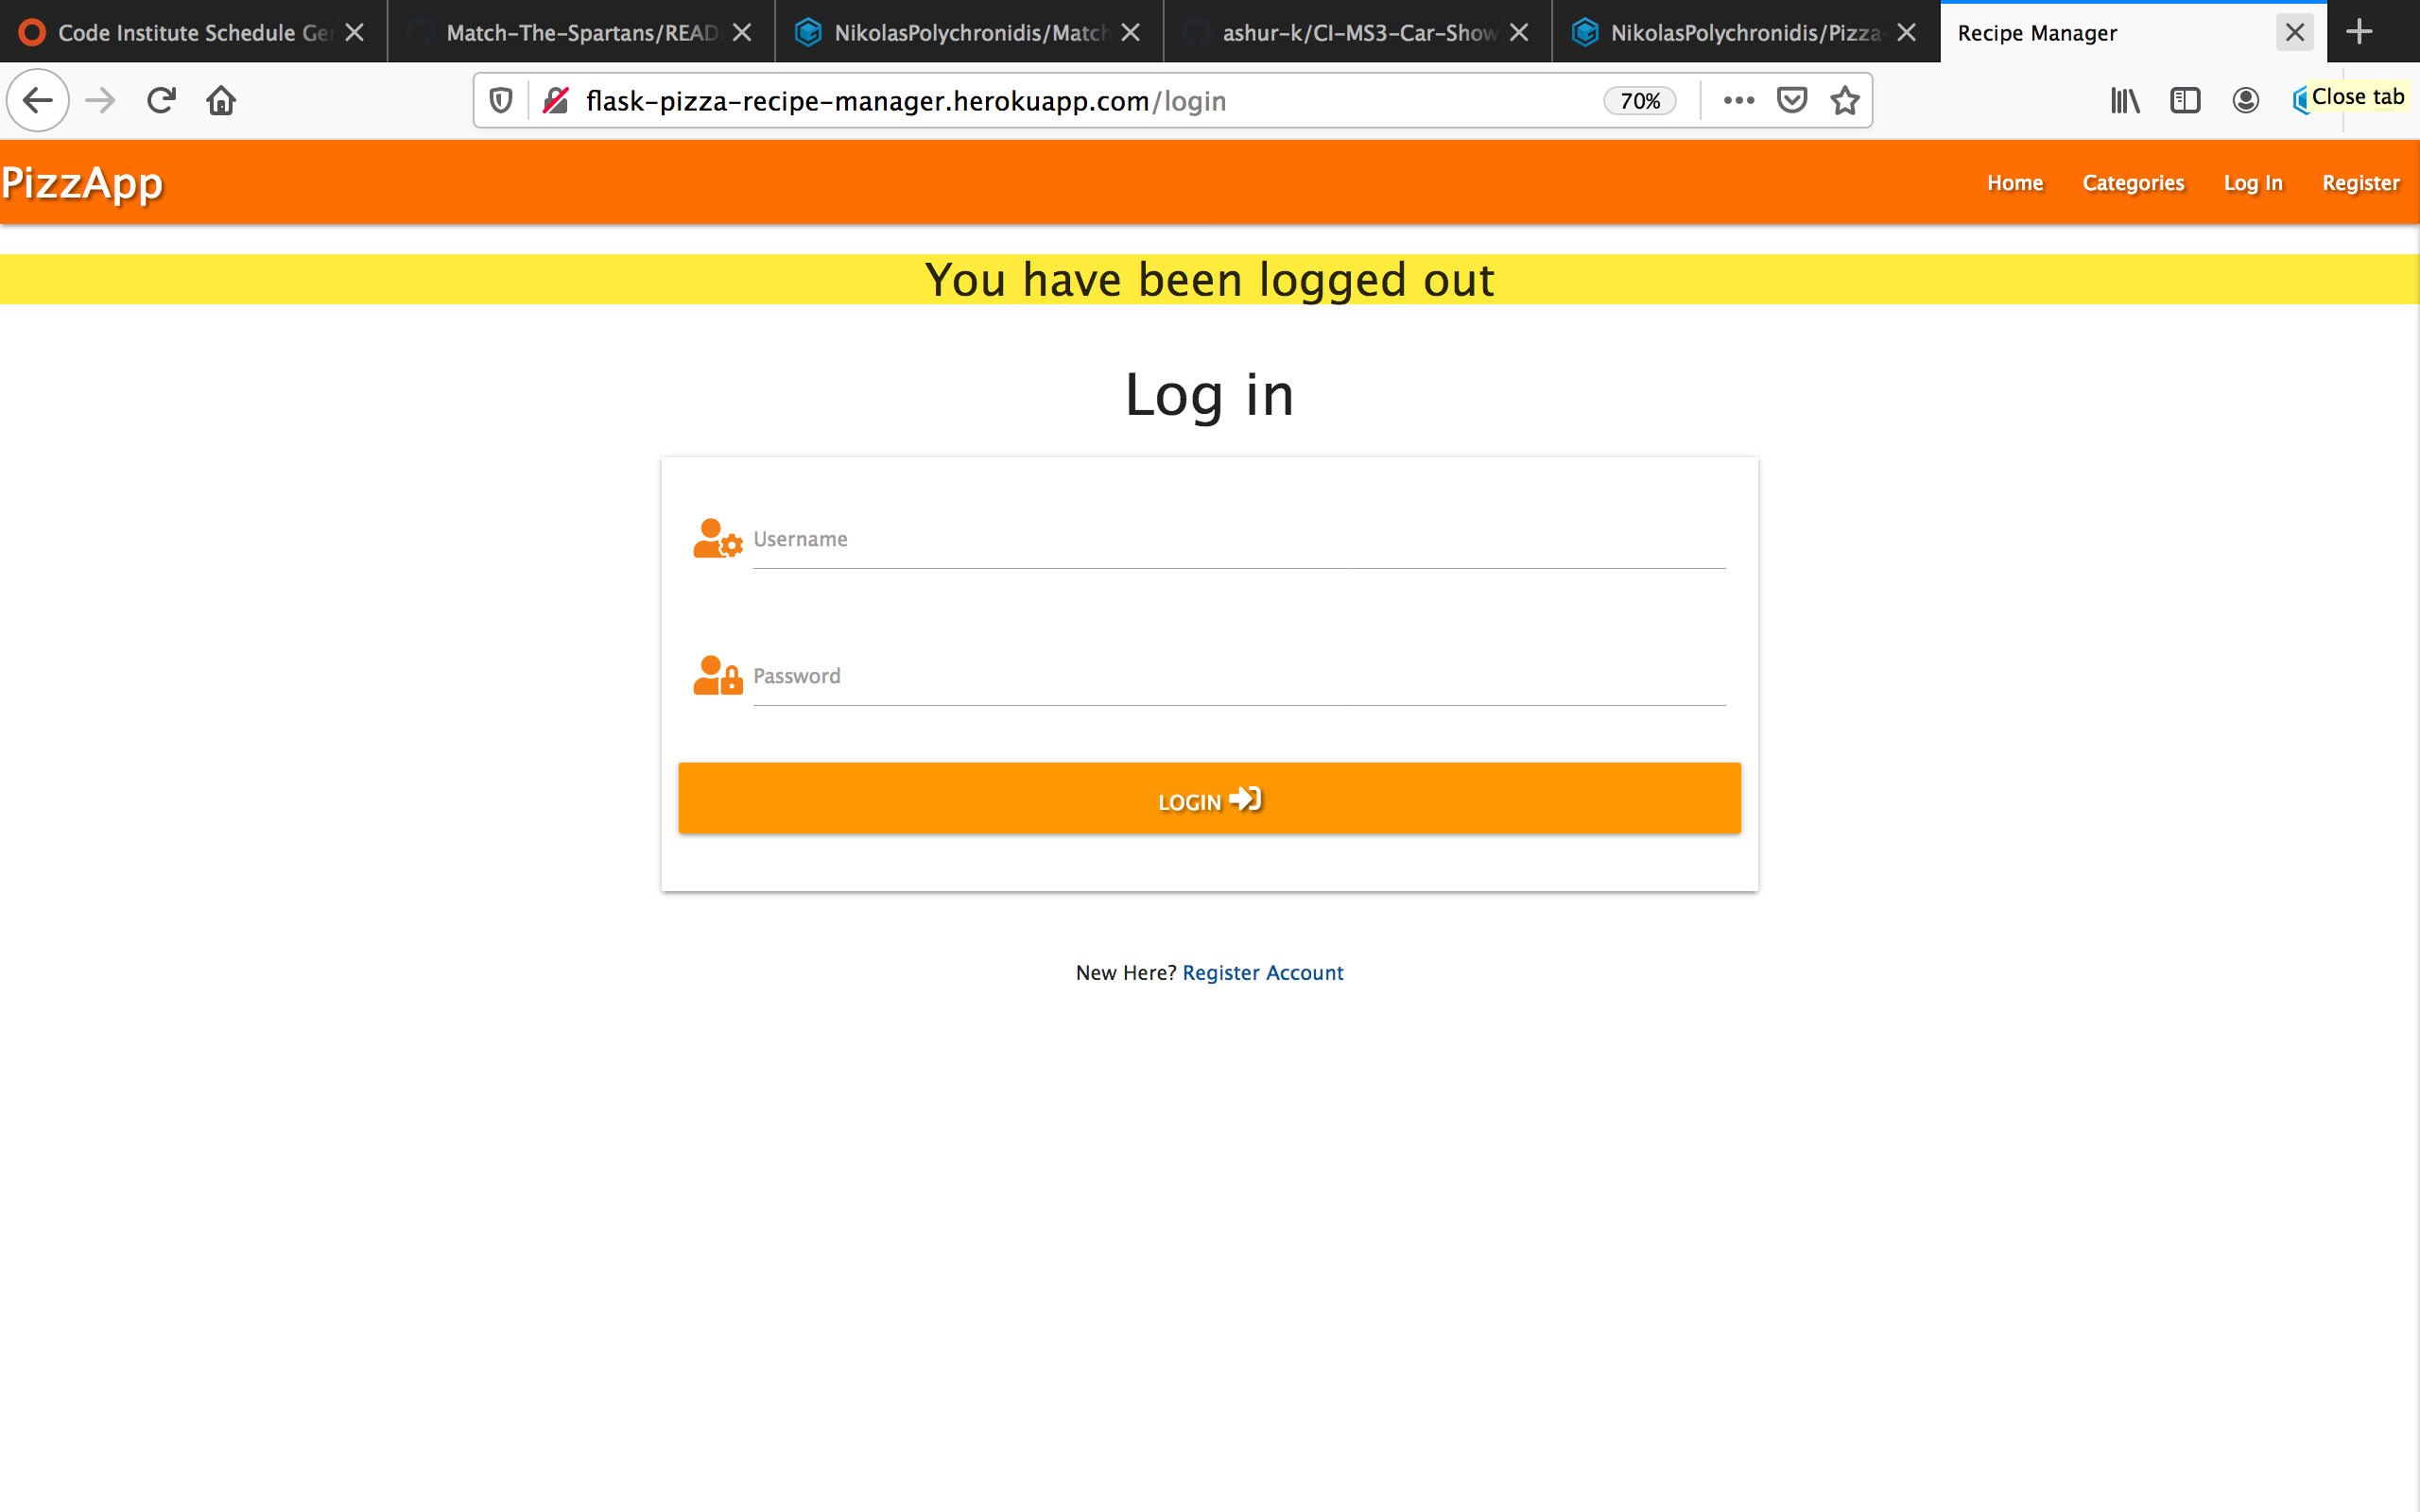 Code Institute Schedule Ge
Match-The-Spartans/READ
NikolasPolychronidis/Match
ashur-k/CI-MS3-Car-Show
NikolasPolychronidis/Pizza-
Recipe Manager
flask-pizza-recipe-manager.herokuapp.com/login
70%
Close tab
PizzApp
Home
Categories
Log In
Register
You have been logged out
Log in
Username
Password
LOGIN
New Here? Register Account